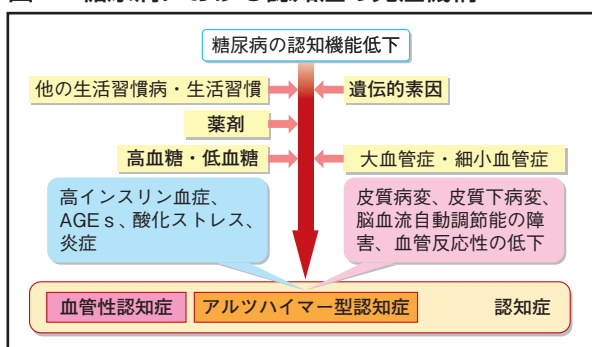 糖尿病の認知機能低下
他の生活習慣病・生活習慣
遺伝的素因
薬剤
高血糖・低血糖
大血管症・細小血管症
高インスリン血症、
AGEs、酸化ストレス、
炎症
皮質病変、皮質下病変、
脳血流自動調節能の障
害、血管反応性の低下
血管性認知症
アルツハイマー型認知症
認知症